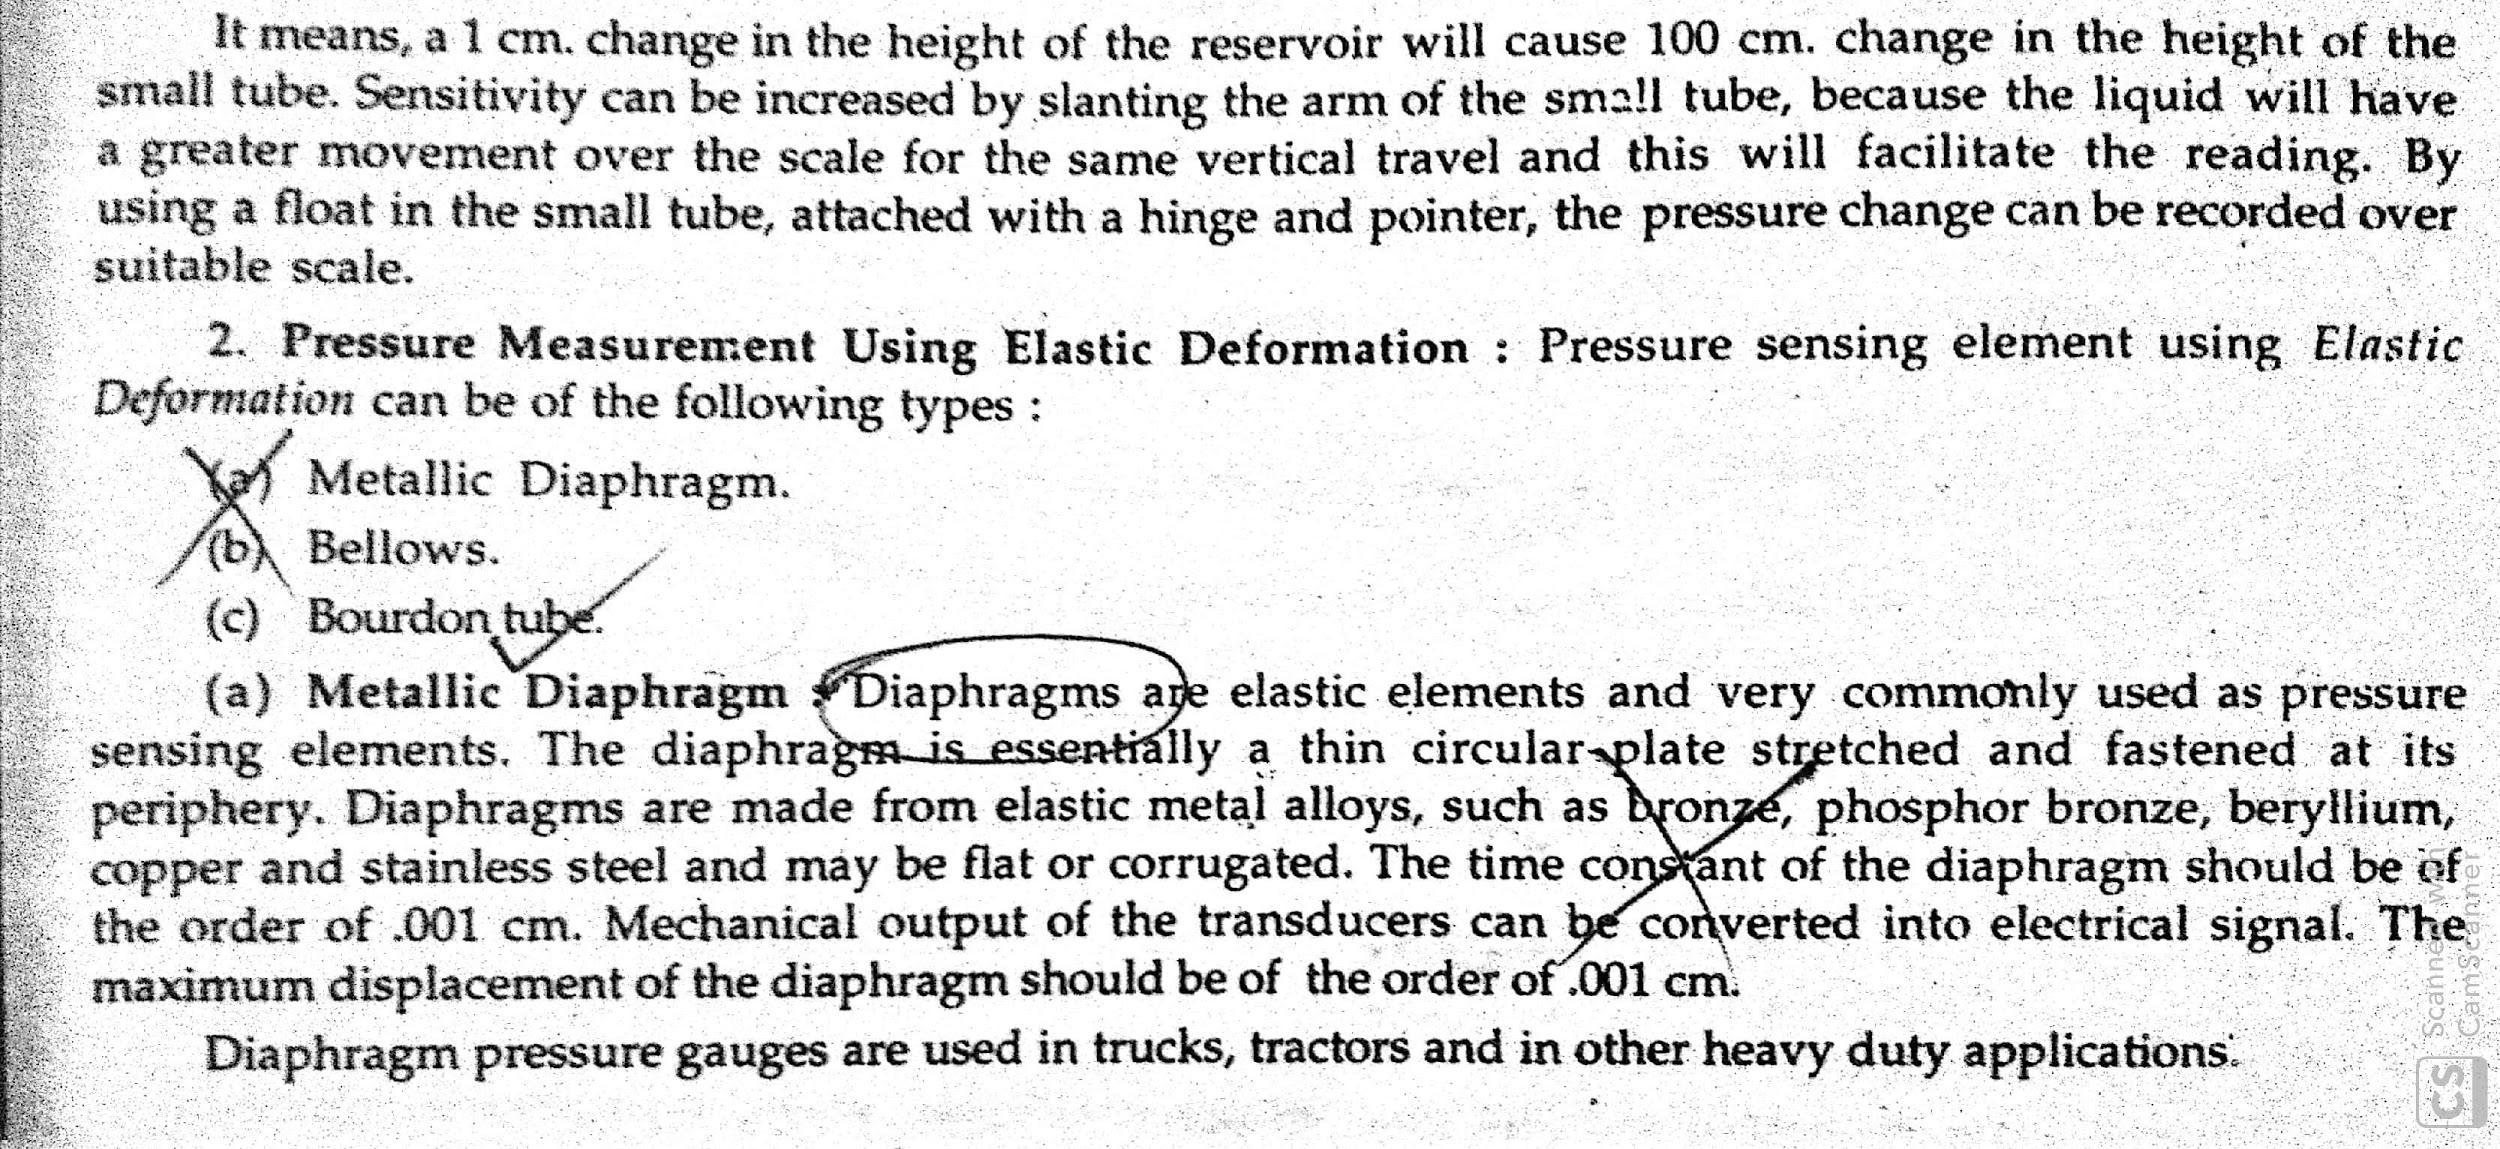 It means, a 1 cm. change in the height of the reservoir will cause 100 cm. change in the height of the
small tube. Sensitivity can be increased by slanting the arm of the small tube, because the liquid will have
a greater movement over the scale for the same vertical travel and this will facilitate the reading. By
using a float in the small tube, attached with a hinge and pointer, the pressure change can be recorded over
suitable scale.
2. Pressure Measurement Using Elastic Deformation : Pressure sensing element using Elastic
Deformation can be of the following types :
(a) Metallic Diaphragm.
(b) Bellows.
(c) Bourdon tube.
(a) Metallic Diaphragm : Diaphragms are elastic elements and very commonly used as pressure
sensing elements. The diaphragm is essentially a thin circular plate stretched and fastened at its
periphery. Diaphragms are made from elastic metal alloys, such as bronze, phosphor bronze, beryllium,
copper and stainless steel and may be flat or corrugated. The time constant of the diaphragm should be of
the order of .001 cm. Mechanical output of the transducers can be converted into electrical signal. The
maximum displacement of the diaphragm should be of the order of .001 cm.
Diaphragm pressure gauges are used in trucks, tractors and in other heavy duty applications.
CS
Scanned with
CamScanner